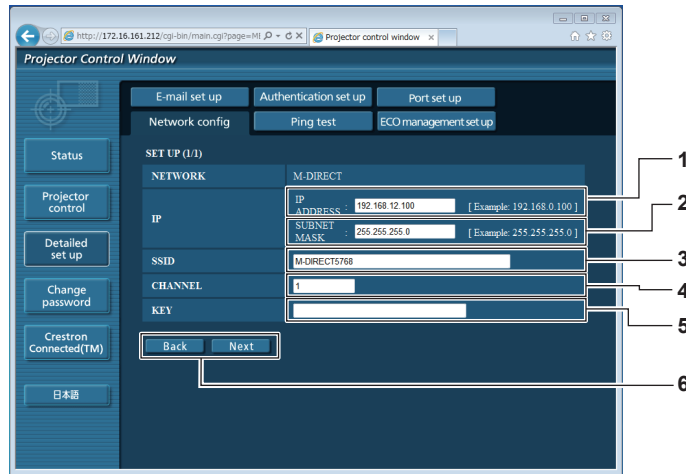 http://172.16.161.212/cgi-bin/main.cgi?page=MI
Projector control window
Projector Control Window
E-mail set up
Authentication set up
Port set up
Network config
Ping test
ECO management set up
Status
Projector control
Detailed set up
Change password
Crestron Connected(TM)
日本語
SET UP (1/1)
NETWORK M-DIRECT
IP
IP ADDRESS : 192.168.12.100 [ Example: 192.168.0.100 ]
SUBNET MASK : 255.255.255.0 [ Example: 255.255.255.0 ]
SSID M-DIRECT5768
CHANNEL 1
KEY
Back Next
1
2
3
4
5
6